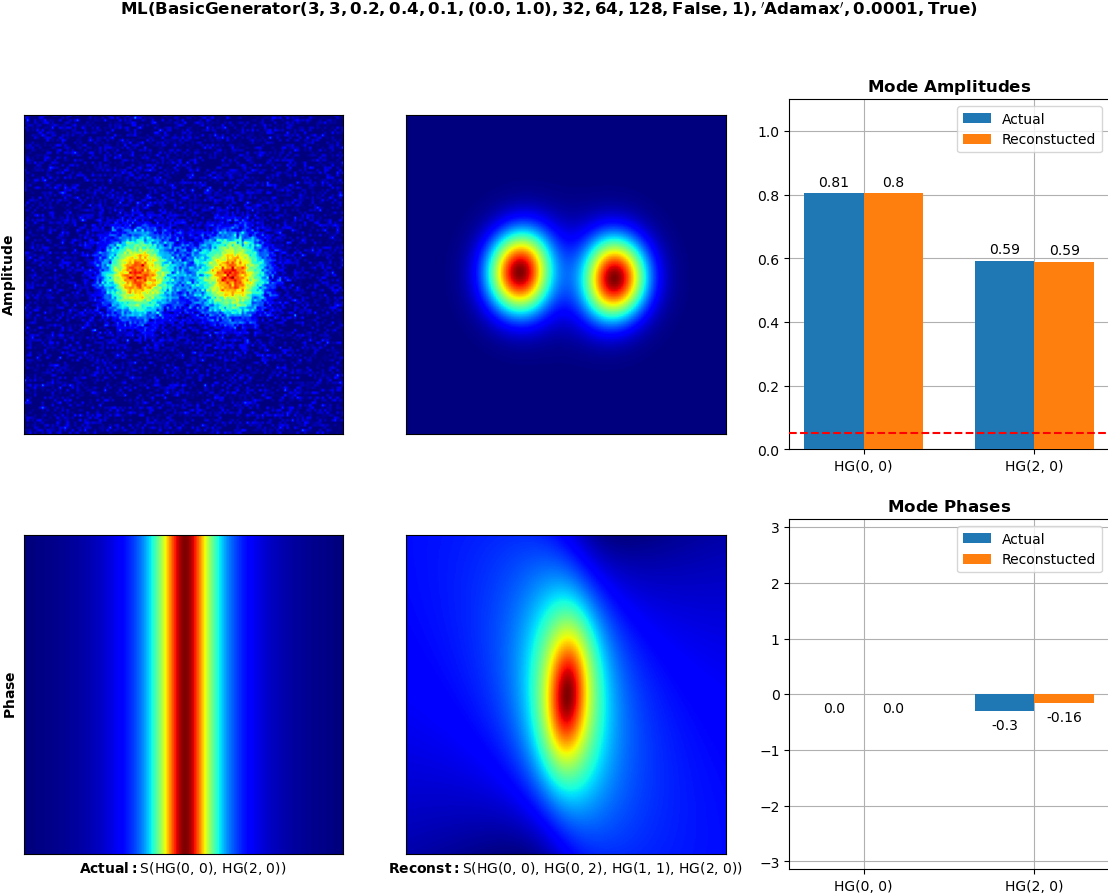 ML(BasicGenerator(3, 3, 0.2, 0.4, 0.1, (0.0, 1.0), 32, 64, 128, False, 1), ′Adamax′, 0.0001, True)
Amplitude
Mode Amplitudes
Actual
Reconstucted
1.0
0.8
0.6
0.4
0.2
0.0
0.81
0.8
0.59
0.59
HG(0, 0)
HG(2, 0)
Phase
Actual: S(HG(0, 0), HG(2, 0))
Reconst: S(HG(0, 0), HG(0, 2), HG(1, 1), HG(2, 0))
Mode Phases
Actual
Reconstucted
3
2
1
0
−1
−2
−3
0.0
0.0
-0.3
-0.16
HG(0, 0)
HG(2, 0)